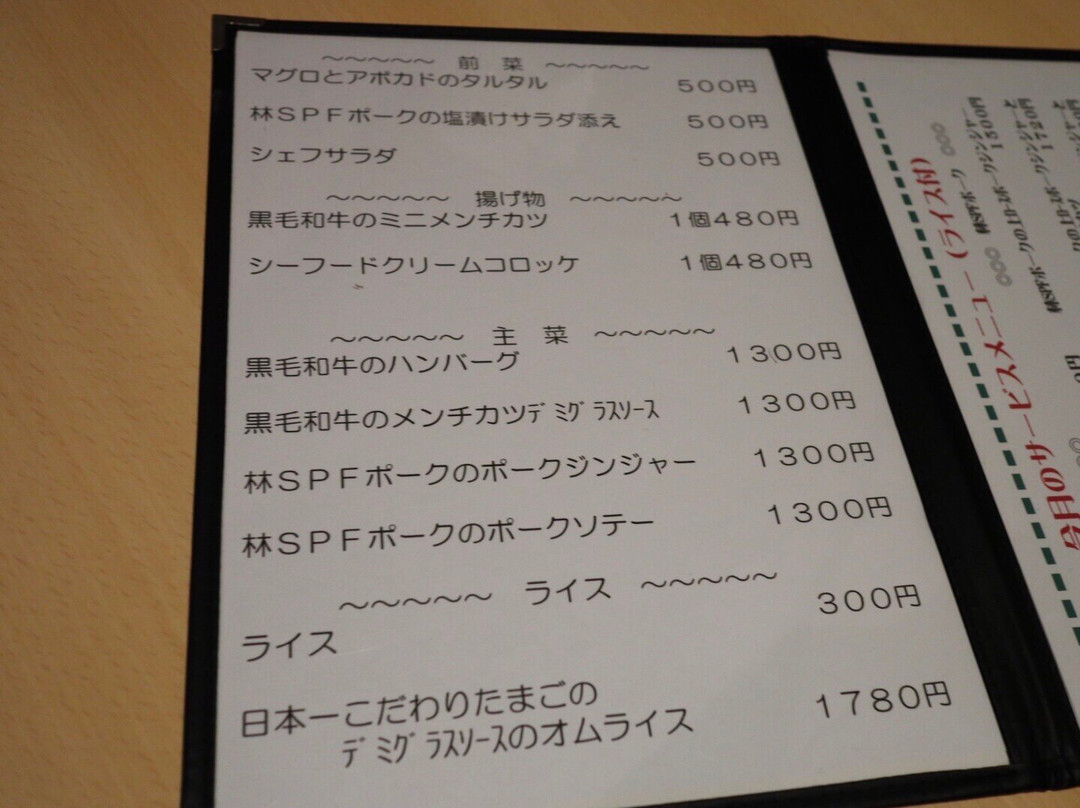 ～～～～～ 前 菜 ～～～～～
マグロとアボカドのタルタル 500円
林SPFポークの塩漬けサラダ添え 500円
シェフサラダ 500円
～～～～～ 揚げ物 ～～～～～
黒毛和牛のミニメンチカツ 1個480円
シーフードクリームコロッケ 1個480円
～～～～～ 主 菜 ～～～～～
黒毛和牛のハンバーグ 1300円
黒毛和牛のメンチカツﾃﾞﾐｸﾞﾗｽｿｰｽ 1300円
林SPFポークのポークジンジャー 1300円
林SPFポークのポークソテー 1300円
～～～～～ ライス ～～～～～
ライス 300円
日本一こだわりたまごの
ﾃﾞﾐｸﾞﾗｽｿｰｽのオムライス 1780円
今月のサービスメニュー（ライス付）
1500円
1720円